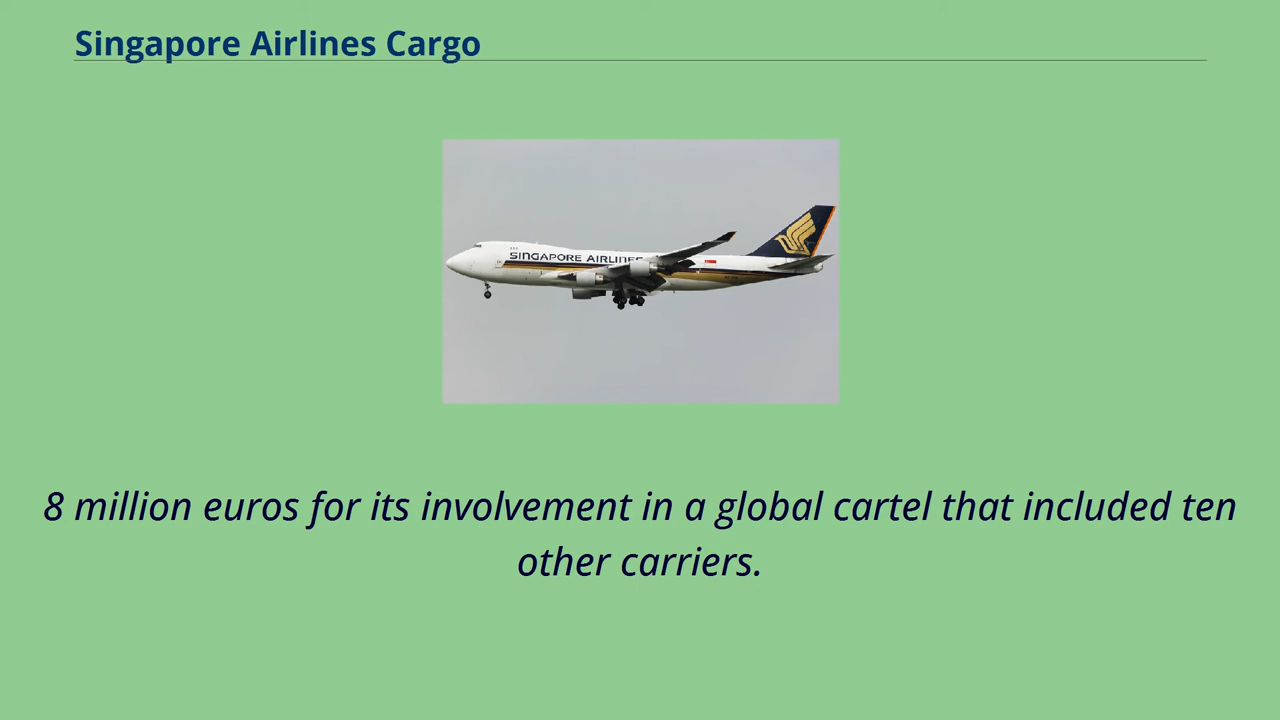 Singapore Airlines Cargo
SINGAPORE AIRLINES
8 million euros for its involvement in a global cartel that included ten
other carriers.